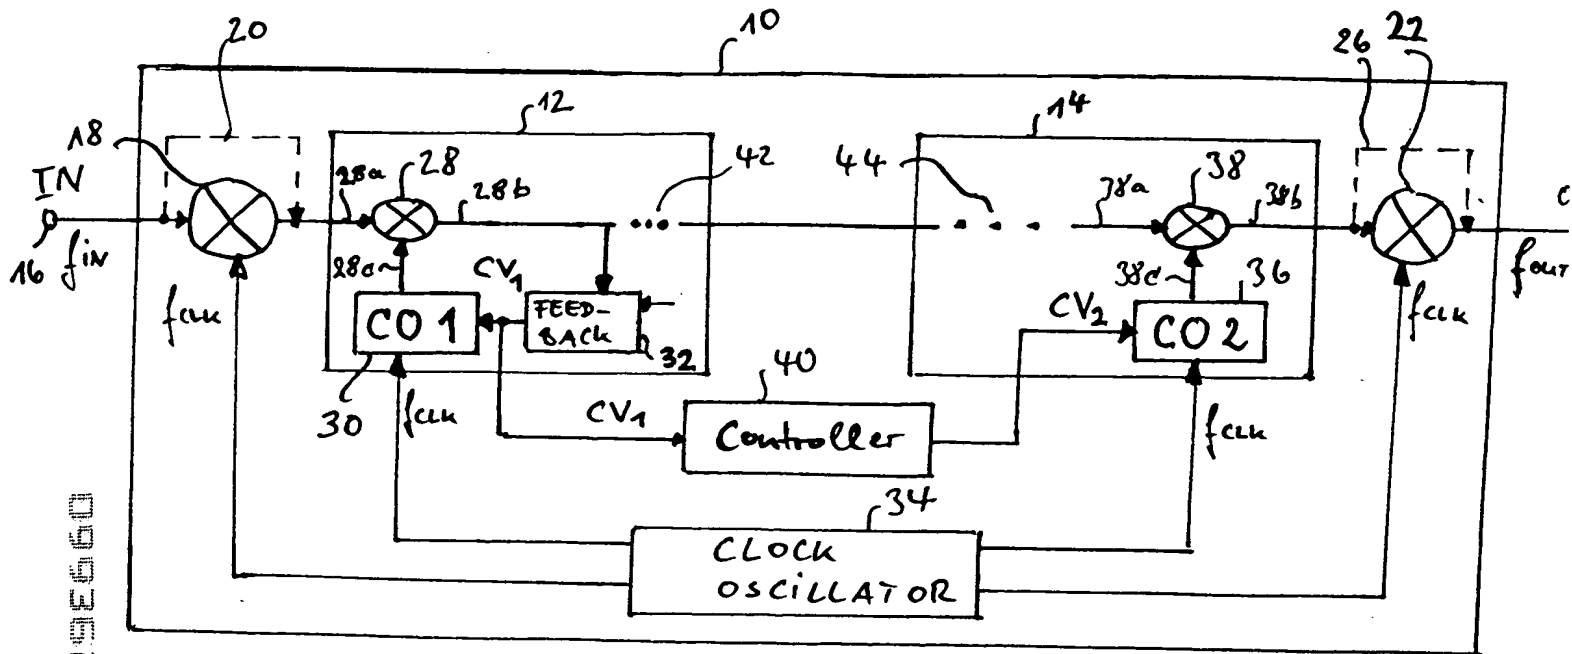 20
10
26
22
12
14
18
28
42
44
38
IN
28a
28b
38a
38b
16
fIN
28c
CV1
38c
36
fOUT
fCLK
CO 1
FEED-
BACK
32
CV2
CO 2
fCLK
30
fCLK
40
CV1
Controller
fCLK
34
CLOCK
OSCILLATOR